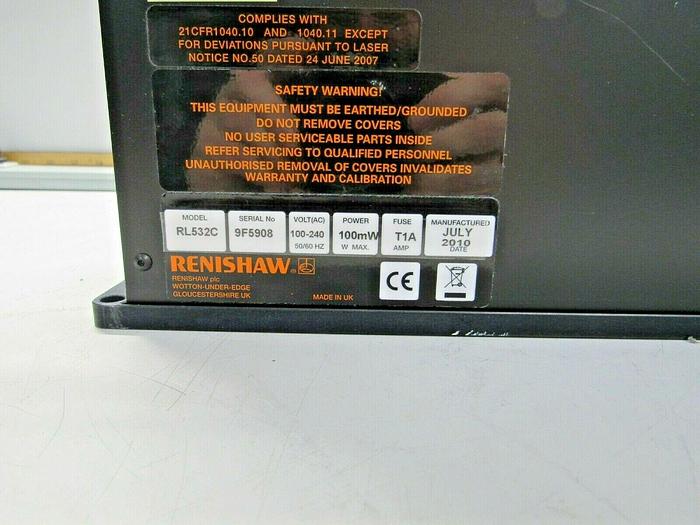 COMPLIES WITH
21CFR1040.10 AND 1040.11 EXCEPT
FOR DEVIATIONS PURSUANT TO LASER
NOTICE NO.50 DATED 24 JUNE 2007
SAFETY WARNING!
THIS EQUIPMENT MUST BE EARTHED/GROUNDED
DO NOT REMOVE COVERS
NO USER SERVICEABLE PARTS INSIDE
REFER SERVICING TO QUALIFIED PERSONNEL
UNAUTHORISED REMOVAL OF COVERS INVALIDATES
WARRANTY AND CALIBRATION
MODEL SERIAL No VOLT(AC) POWER FUSE MANUFACTURED
RL532C 9F5908 100-240 100mW T1A JULY 2010
50/60 HZ W MAX. AMP DATE
RENISHAW
RENISHAW plc
WOTTON-UNDER-EDGE
GLOUCESTERSHIRE UK
MADE IN UK
CE